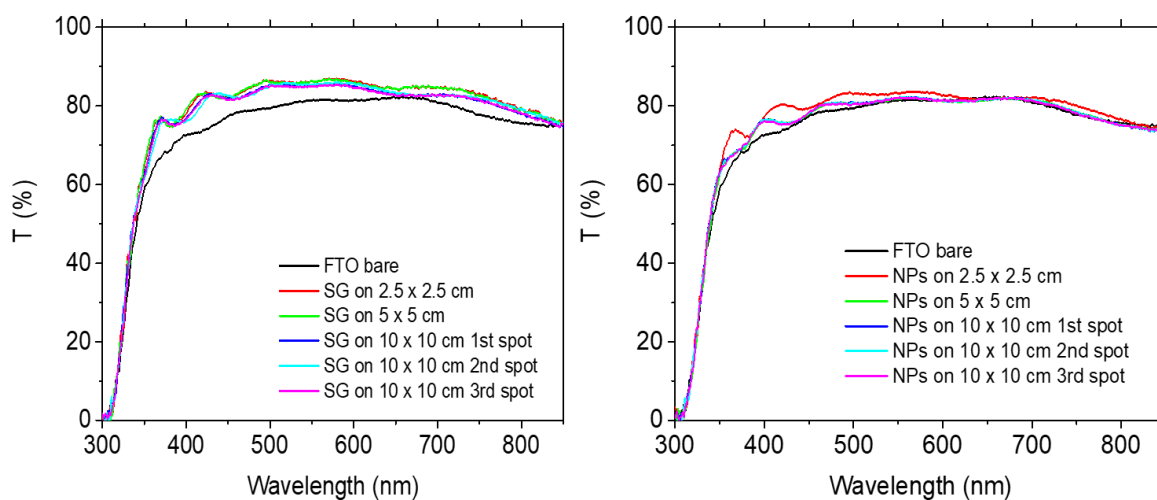 100
80
60
40
20
0
T (%)
FTO bare
SG on 2.5 x 2.5 cm
SG on 5 x 5 cm
SG on 10 x 10 cm 1st spot
SG on 10 x 10 cm 2nd spot
SG on 10 x 10 cm 3rd spot
300 400 500 600 700 800
Wavelength (nm)
100
80
60
40
20
0
T (%)
FTO bare
NPs on 2.5 x 2.5 cm
NPs on 5 x 5 cm
NPs on 10 x 10 cm 1st spot
NPs on 10 x 10 cm 2nd spot
NPs on 10 x 10 cm 3rd spot
300 400 500 600 700 800
Wavelength (nm)